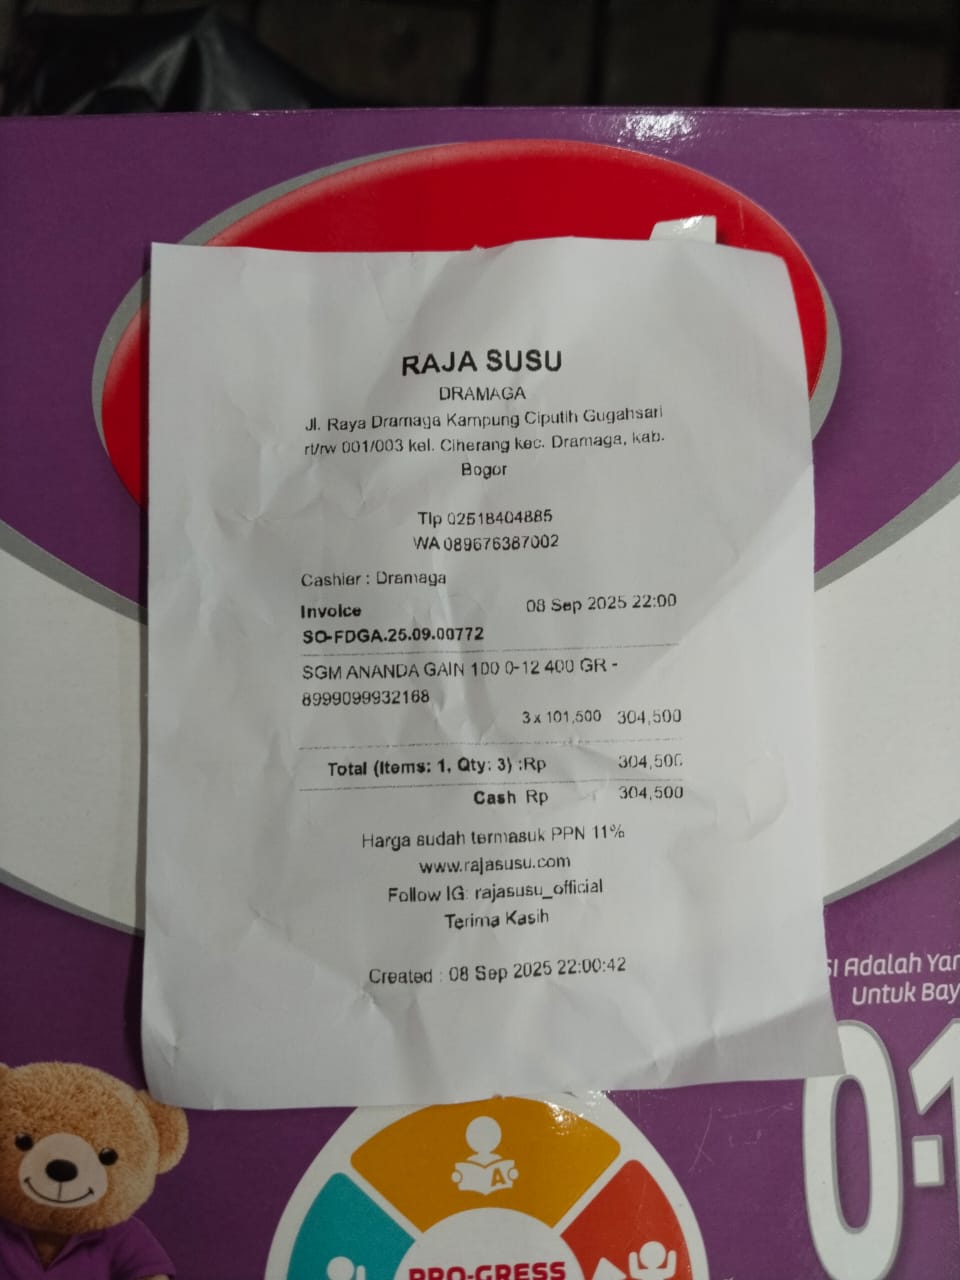 RAJA SUSU
DRAMAGA
Jl. Raya Dramaga Kampung Ciputih Gugahsari
rt/rw 001/003 kel. Ciherang kec. Dramaga, kab.
Bogor
Tlp 02518404885
WA 089676387002
Cashier : Dramaga
Invoice 08 Sep 2025 22:00
SO-FDGA.25.09.00772
SGM ANANDA GAIN 100 0-12 400 GR -
8999099932168
3 x 101,500 304,500
Total (Items: 1, Qty: 3) :Rp 304,500
Cash Rp 304,500
Harga sudah termasuk PPN 11%
www.rajasusu.com
Follow IG: rajasusu_official
Terima Kasih
Created : 08 Sep 2025 22:00:42
SI Adalah
Untuk
0-1
A
PRO-GRESS